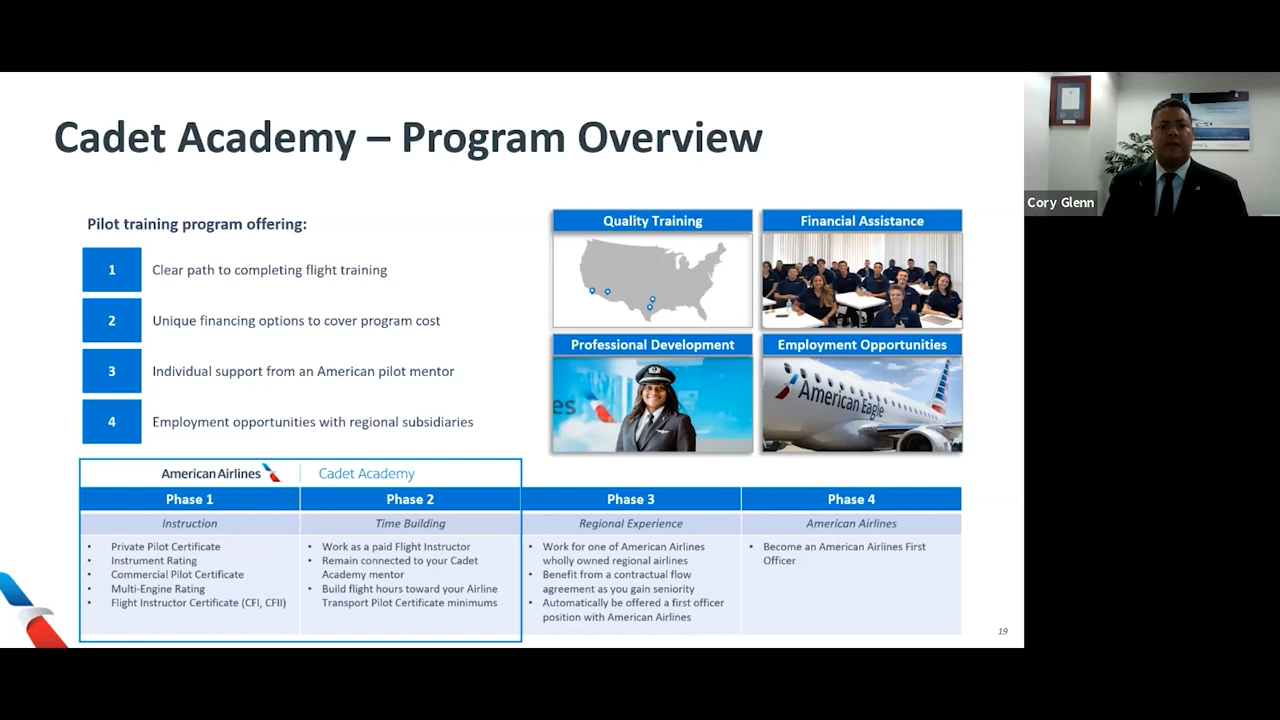 Cadet Academy – Program Overview
Cory Glenn
Pilot training program offering:
1
Clear path to completing flight training
2
Unique financing options to cover program cost
3
Individual support from an American pilot mentor
4
Employment opportunities with regional subsidiaries
Quality Training
Financial Assistance
Professional Development
Employment Opportunities
es
American Eagle
American Airlines
Cadet Academy
Phase 1
Phase 2
Phase 3
Phase 4
Instruction
Time Building
Regional Experience
American Airlines
• Private Pilot Certificate
• Instrument Rating
• Commercial Pilot Certificate
• Multi-Engine Rating
• Flight Instructor Certificate (CFI, CFII)
• Work as a paid Flight Instructor
• Remain connected to your Cadet
Academy mentor
• Build flight hours toward your Airline
Transport Pilot Certificate minimums
• Work for one of American Airlines
wholly owned regional airlines
• Benefit from a contractual flow
agreement as you gain seniority
• Automatically be offered a first officer
position with American Airlines
• Become an American Airlines First
Officer
19